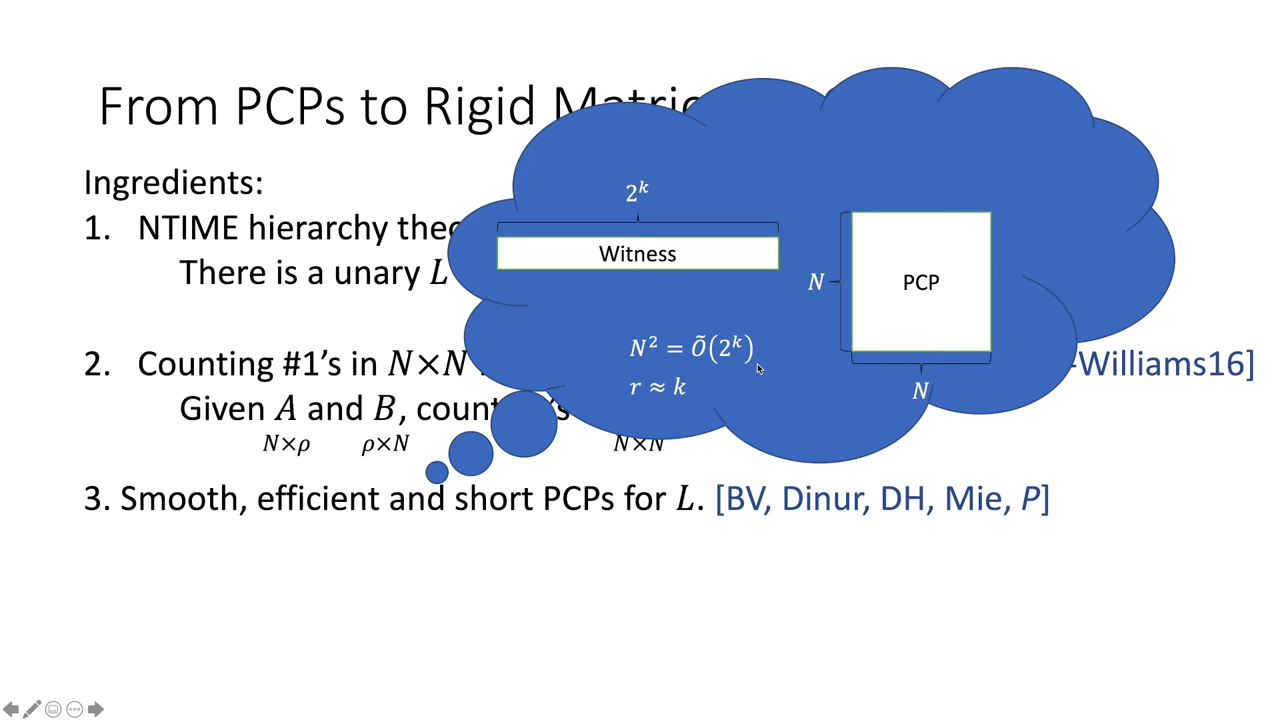 From PCPs to Rigid Matric
Ingredients:
1. NTIME hierarchy theo
There is a unary L
2. Counting #1's in N×N
-Williams16]
Given A and B, count 's
N×ρ ρ×N N×N
3. Smooth, efficient and short PCPs for L. [BV, Dinur, DH, Mie, P]
2^k
Witness
N² = Õ(2^k)
r ≈ k
N
PCP
N